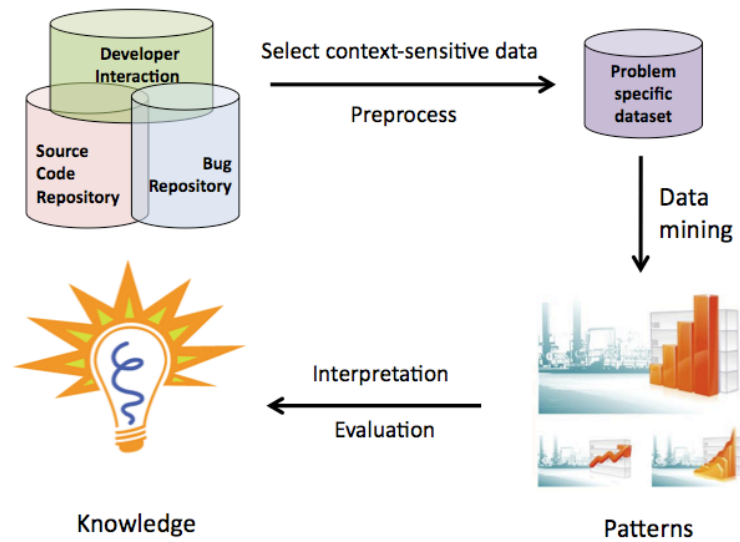 Developer
Interaction
Source
Code
Repository
Bug
Repository
Select context-sensitive data
Preprocess
Problem
specific
dataset
Data
mining
Interpretation
Evaluation
Knowledge
Patterns